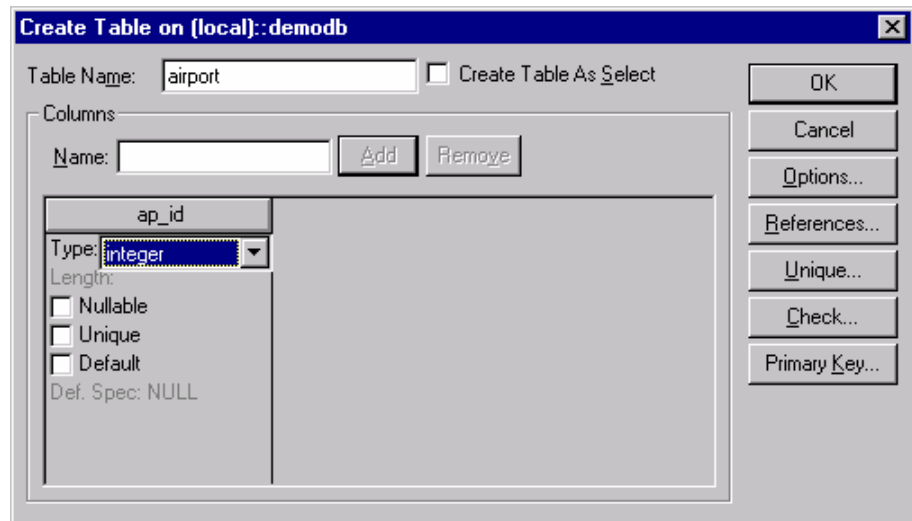 Create Table on (local)::demodb
Table Name: airport Create Table As Select
OK
Columns
Cancel
Name: Add Remove
Options...
ap_id
References...
Type: integer
Length:
Unique...
Nullable
Check...
Unique
Default
Primary Key...
Def. Spec: NULL